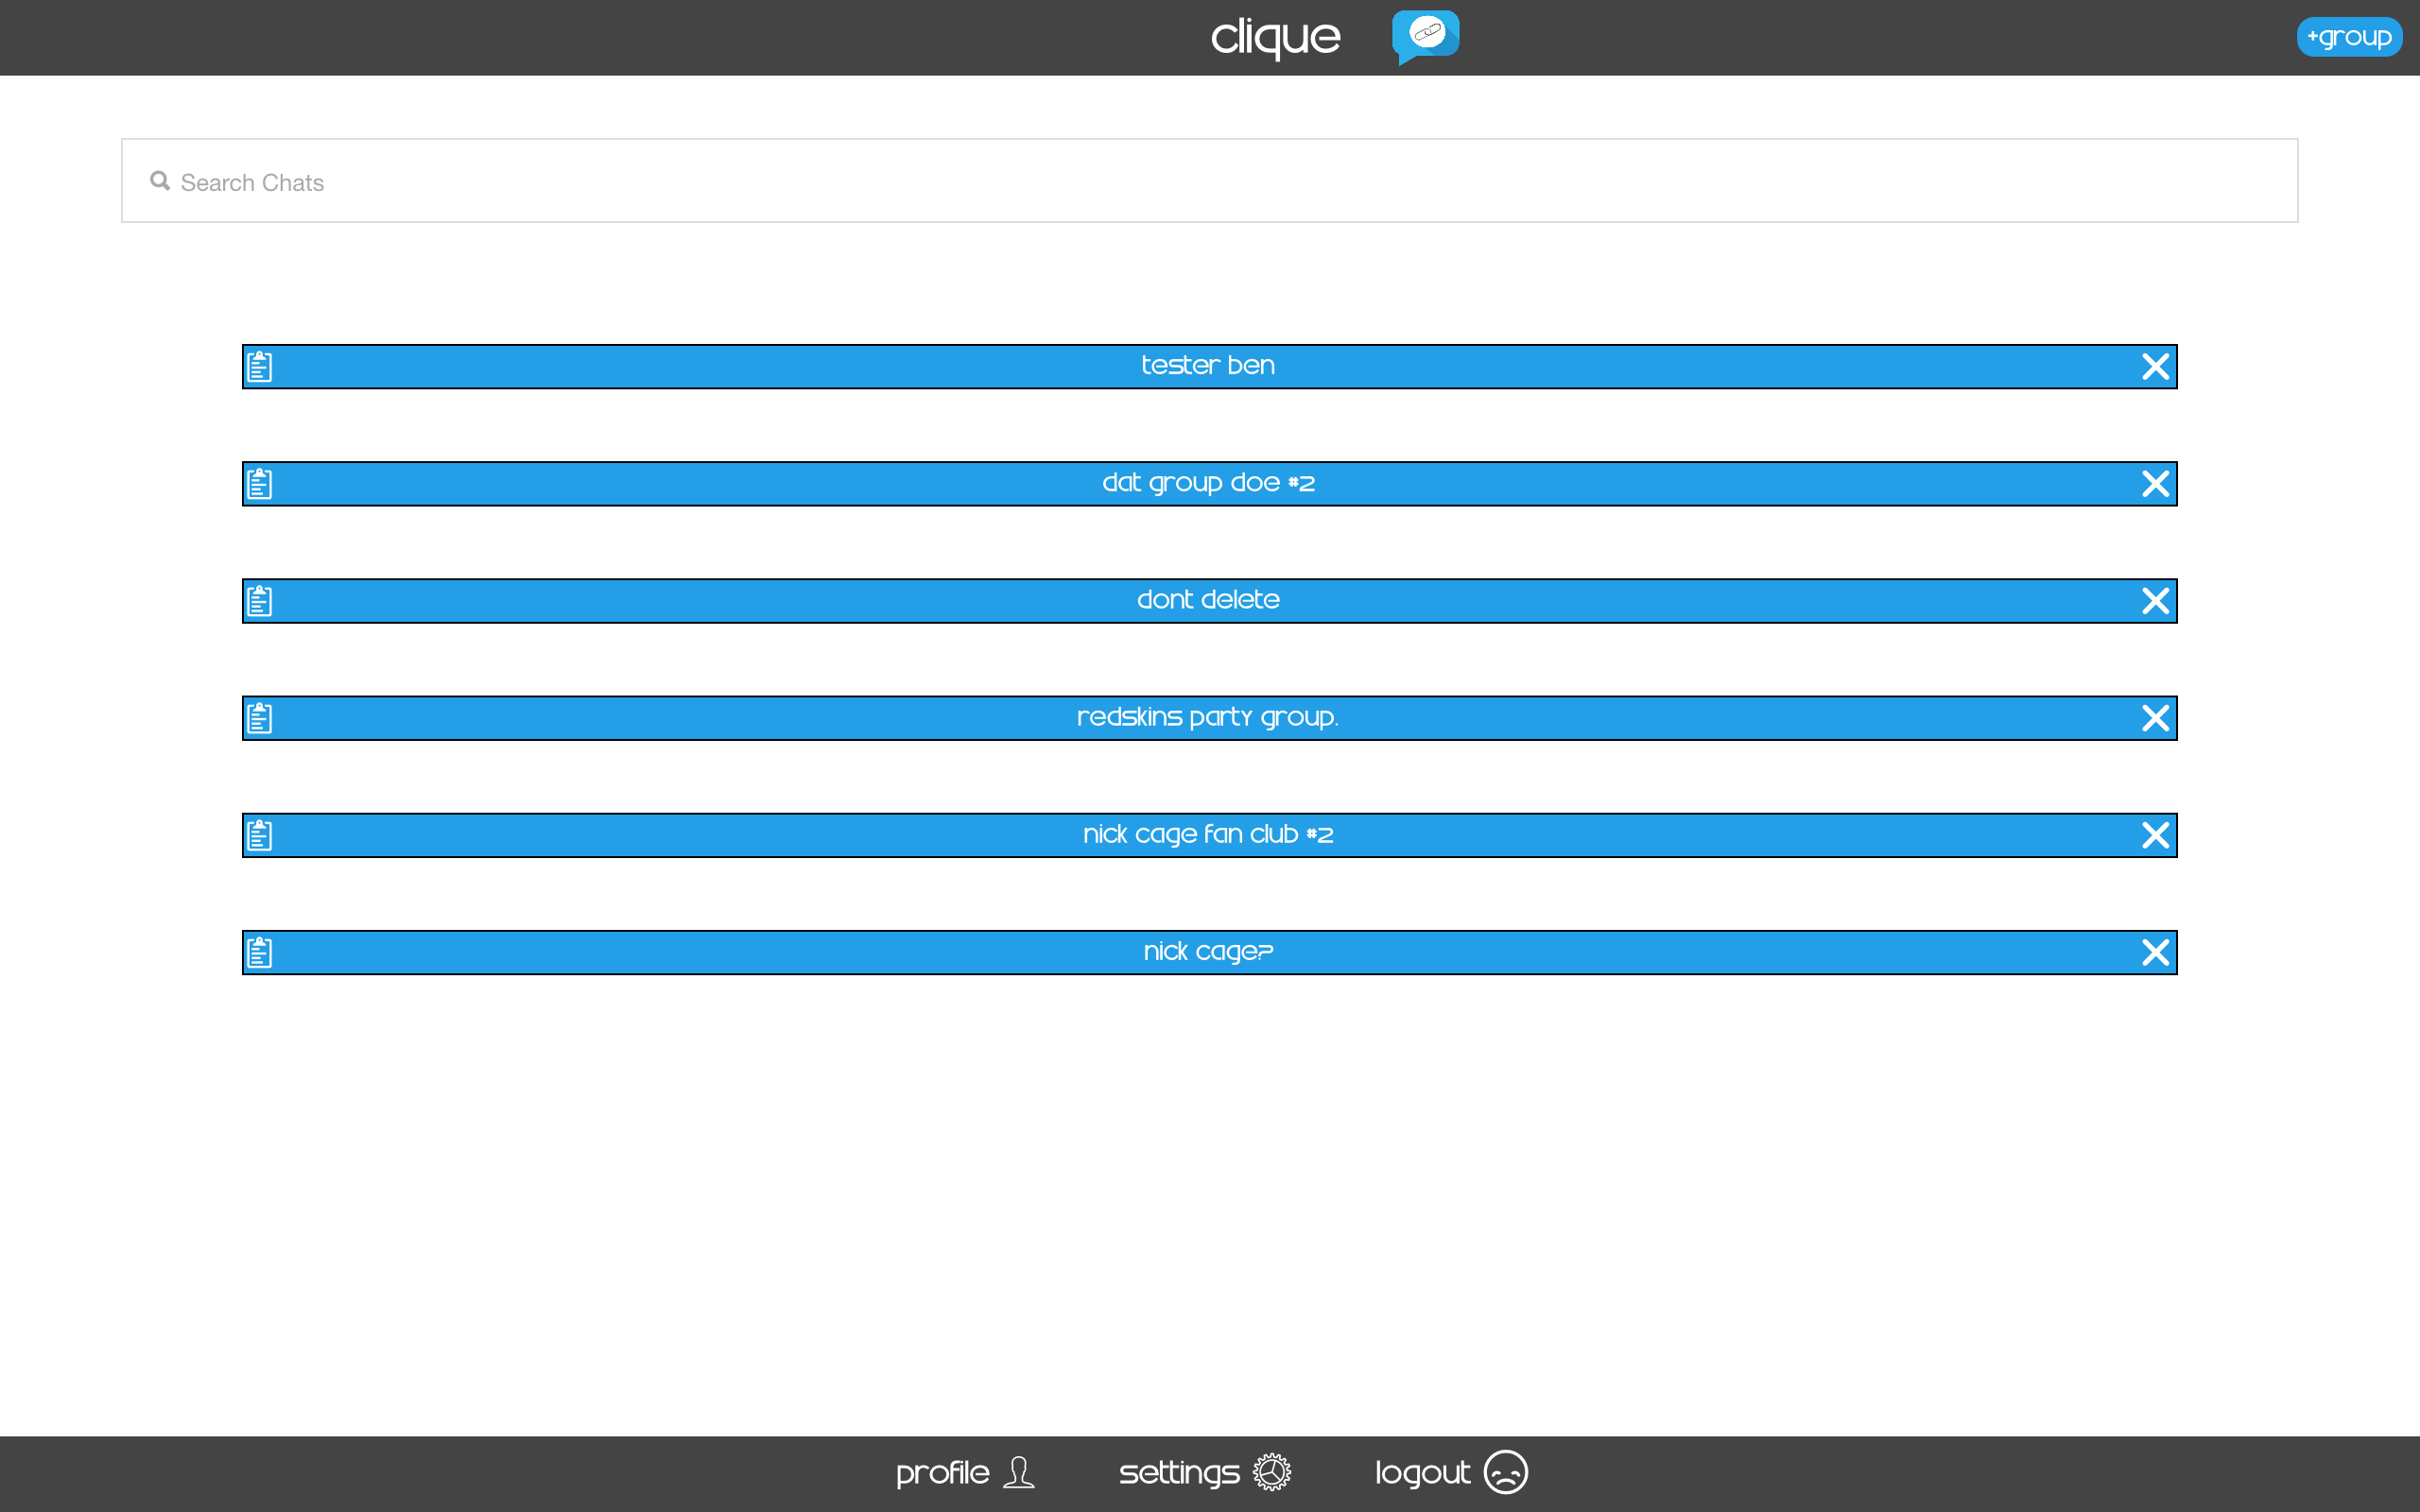 clique
+group
Search Chats
tester ben
dat group doe #2
dont delete
redskins party group.
nick cage fan club #2
nick cage?
profile
settings
logout